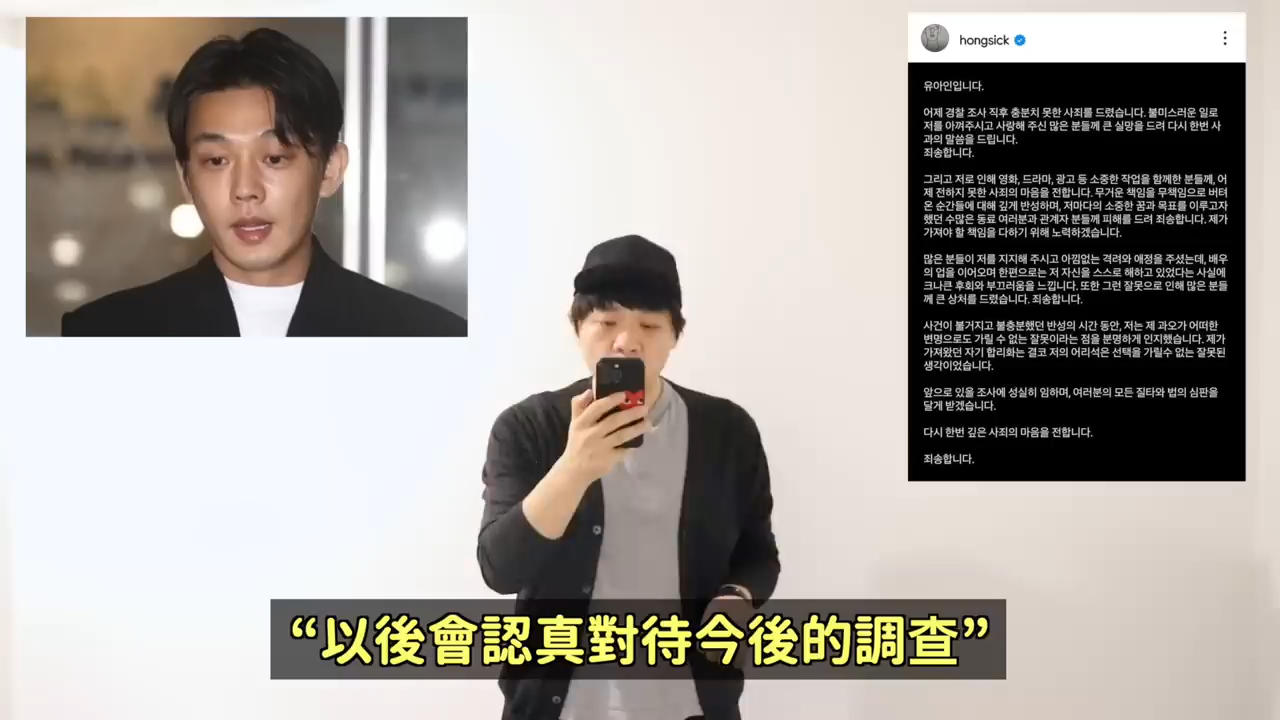 hongsick
유아인입니다.
어제 경찰 조사 직후 충분치 못한 사죄를 드렸습니다. 불미스러운 일로
저를 아껴주시고 사랑해 주신 많은 분들께 큰 실망을 드려 다시 한번 사
과의 말씀을 드립니다.
죄송합니다.
그리고 저로 인해 영화, 드라마, 광고 등 소중한 작업을 함께한 분들께, 어
제 전하지 못한 사죄의 마음을 전합니다. 무거운 책임을 무책임으로 버텨
온 순간들에 대해 깊게 반성하며, 저마다의 소중한 꿈과 목표를 이루고자
했던 수많은 동료 여러분과 관계자 분들께 피해를 드려 죄송합니다. 제가
가져야 할 책임을 다하기 위해 노력하겠습니다.
많은 분들이 저를 지지해 주시고 아낌없는 격려와 애정을 주셨는데, 배우
의 업을 이어오며 한편으로는 저 자신을 스스로 해하고 있었다는 사실에
크나큰 후회와 부끄러움을 느낍니다. 또한 그런 잘못으로 인해 많은 분들
께 큰 상처를 드렸습니다. 죄송합니다.
사건이 불거지고 불충분했던 반성의 시간 동안, 저는 제 과오가 어떠한
변명으로도 가릴 수 없는 잘못이라는 점을 분명하게 인지했습니다. 제가
가져왔던 자기 합리화는 결코 저의 어리석은 선택을 가릴수 없는 잘못된
생각이었습니다.
앞으로 있을 조사에 성실히 임하며, 여러분의 모든 질타와 법의 심판을
달게 받겠습니다.
다시 한번 깊은 사죄의 마음을 전합니다.
죄송합니다.
“以後會認真對待今後的調查”